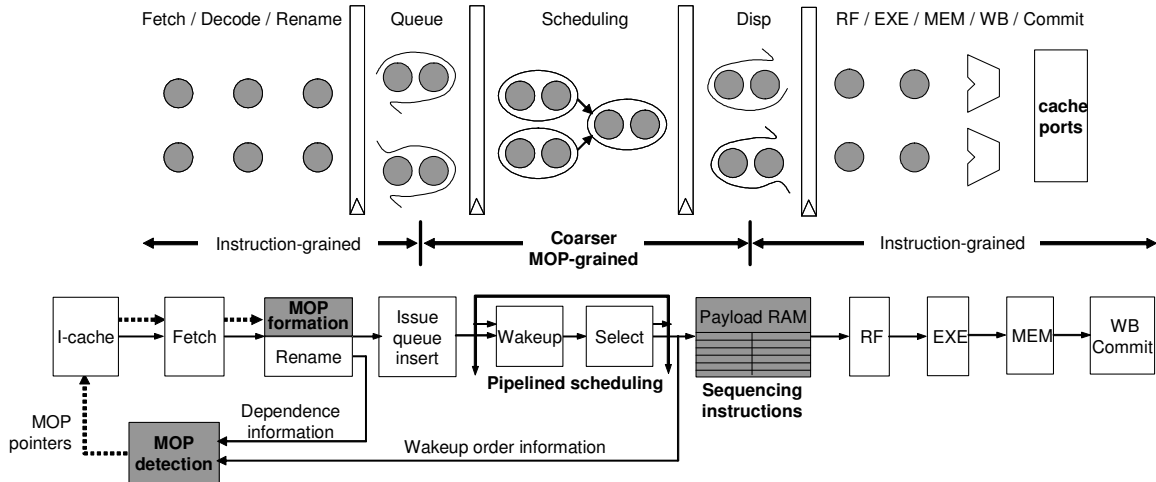 Fetch / Decode / Rename
Queue
Scheduling
Disp
RF / EXE / MEM / WB / Commit
cache
ports
Instruction-grained
Coarser
MOP-grained
Instruction-grained
I-cache
Fetch
MOP
formation
Rename
Issue
queue
insert
Wakeup
Select
Pipelined scheduling
Payload RAM
Sequencing
instructions
RF
EXE
MEM
WB
Commit
MOP
pointers
MOP
detection
Dependence
information
Wakeup order information